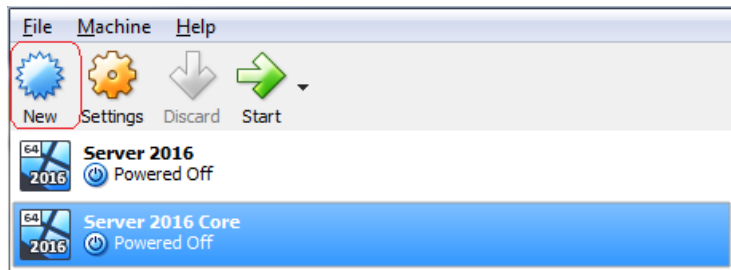 File Machine Help
New Settings Discard Start
64
2016
Server 2016
Powered Off
64
2016
Server 2016 Core
Powered Off